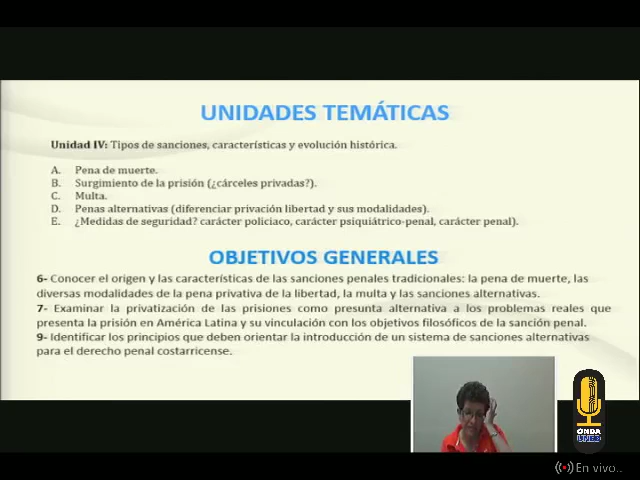 UNIDADES TEMÁTICAS
Unidad IV: Tipos de sanciones, características y evolución histórica.
A. Pena de muerte.
B. Surgimiento de la prisión (¿cárceles privadas?).
C. Multa.
D. Penas alternativas (diferenciar privación libertad y sus modalidades).
E. ¿Medidas de seguridad? carácter policiaco, carácter psiquiátrico-penal, carácter penal).
OBJETIVOS GENERALES
6- Conocer el origen y las características de las sanciones penales tradicionales: la pena de muerte, las
diversas modalidades de la pena privativa de la libertad, la multa y las sanciones alternativas.
7- Examinar la privatización de las prisiones como presunta alternativa a los problemas reales que
presenta la prisión en América Latina y su vinculación con los objetivos filosóficos de la sanción penal.
9- Identificar los principios que deben orientar la introducción de un sistema de sanciones alternativas
para el derecho penal costarricense.
ONDA
UNED
En vivo..